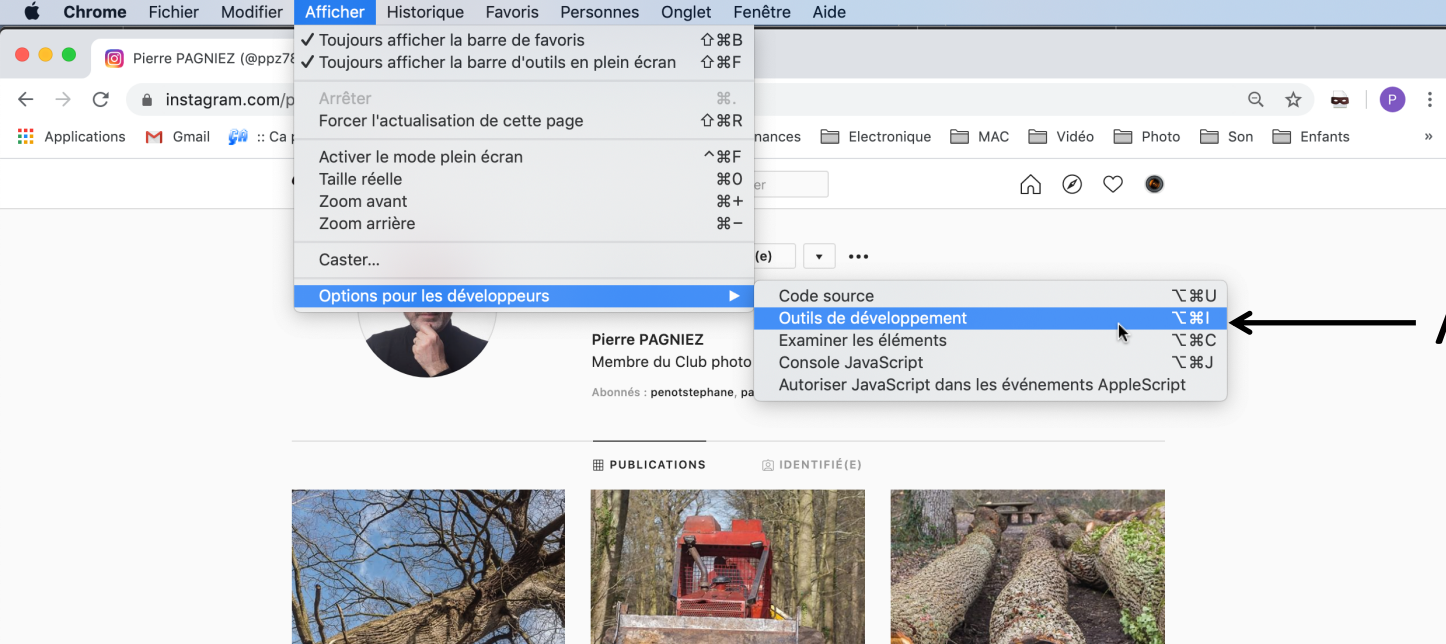 Chrome Fichier Modifier Afficher Historique Favoris Personnes Onglet Fenêtre Aide
Pierre PAGNIEZ (@ppz78
✓ Toujours afficher la barre de favoris ⇧⌘B
✓ Toujours afficher la barre d'outils en plein écran ⇧⌘F
instagram.com/p
P
Arrêter ⌘.
Forcer l'actualisation de cette page ⇧⌘R
Applications Gmail :: Ca p
nances Electronique MAC Vidéo Photo Son Enfants »
Activer le mode plein écran ^⌘F
Taille réelle ⌘0
er
Zoom avant ⌘+
Zoom arrière ⌘−
Caster...
(e)
Options pour les développeurs
Code source ⌥⌘U
Outils de développement ⌥⌘I
Examiner les éléments ⌥⌘C
Console JavaScript ⌥⌘J
Autoriser JavaScript dans les événements AppleScript
Pierre PAGNIEZ
Membre du Club photo
Abonnés : penotstephane, pa
PUBLICATIONS IDENTIFIÉ(E)